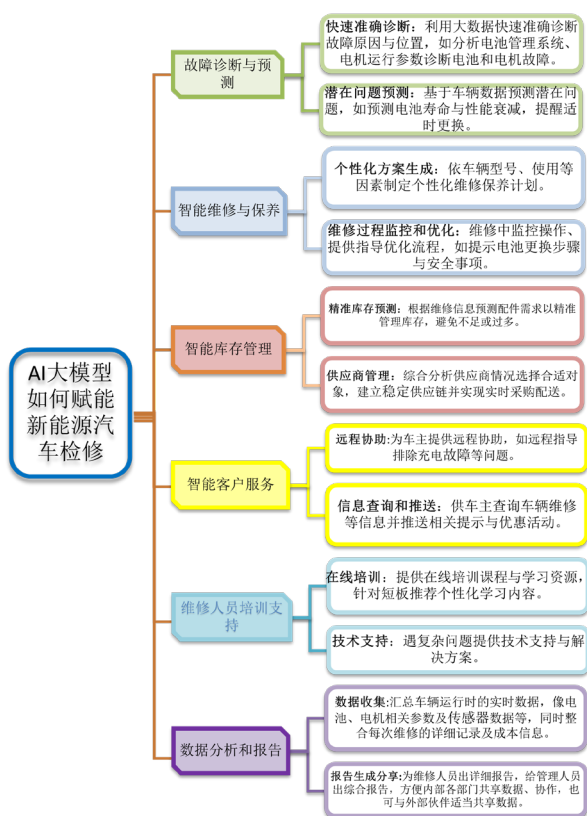 AI大模型
如何赋能
新能源汽
车检修
故障诊断与预
测
快速准确诊断：利用大数据快速准确诊断
故障原因与位置，如分析电池管理系统、
电机运行参数诊断电池和电机故障。
潜在问题预测：基于车辆数据预测潜在问
题，如预测电池寿命与性能衰减，提醒适
时更换。
智能维修与保养
个性化方案生成：依车辆型号、使用等
因素制定个性化维修保养计划。
维修过程监控和优化：维修中监控操作、
提供指导优化流程，如提示电池更换步骤
与安全事项。
智能库存管理
精准库存预测：根据维修信息预测配件需求以精准
管理库存，避免不足或过多。
供应商管理：综合分析供应商情况选择合适对
象，建立稳定供应链并实现实时采购配送。
智能客户服务
远程协助:为车主提供远程协助，如远程指导
排除充电故障等问题。
信息查询和推送：供车主查询车辆维修
等信息并推送相关提示与优惠活动。
维修人员培训支
持
在线培训：提供在线培训课程与学习资源，
针对短板推荐个性化学习内容。
技术支持：遇复杂问题提供技术支持与解
决方案。
数据分析和报告
数据收集:汇总车辆运行时的实时数据，像电
池、电机相关参数及传感器数据等，同时整
合每次维修的详细记录及成本信息。
报告生成分享:为维修人员出详细报告，给管理人员
出综合报告，方便内部各部门共享数据、协作，也
可与外部伙伴适当共享数据。